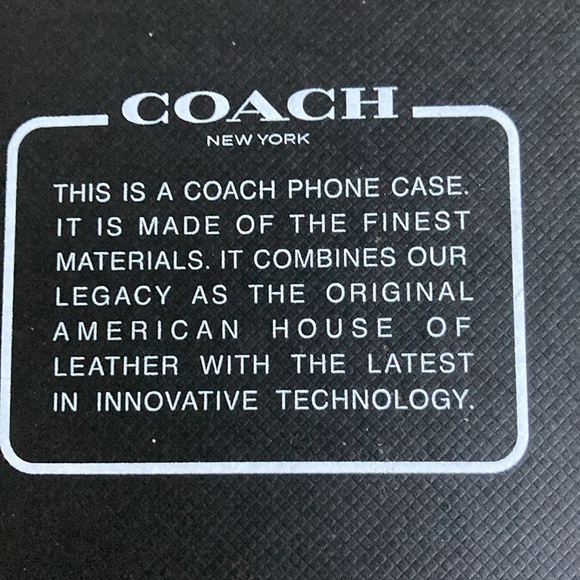 COACH
NEW YORK
THIS IS A COACH PHONE CASE.
IT IS MADE OF THE FINEST
MATERIALS. IT COMBINES OUR
LEGACY AS THE ORIGINAL
AMERICAN HOUSE OF
LEATHER WITH THE LATEST
IN INNOVATIVE TECHNOLOGY.